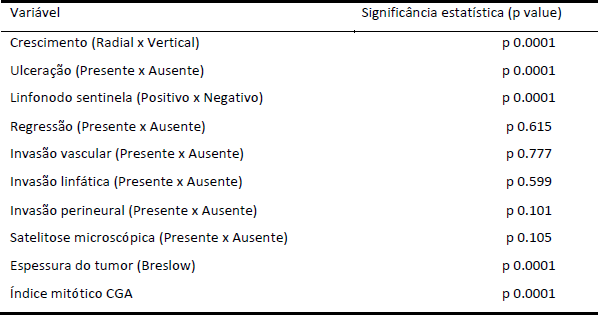 Variável Significância estatística (p value)
Crescimento (Radial x Vertical) p 0.0001
Ulceração (Presente x Ausente) p 0.0001
Linfonodo sentinela (Positivo x Negativo) p 0.0001
Regressão (Presente x Ausente) p 0.615
Invasão vascular (Presente x Ausente) p 0.777
Invasão linfática (Presente x Ausente) p 0.599
Invasão perineural (Presente x Ausente) p 0.101
Satelitose microscópica (Presente x Ausente) p 0.105
Espessura do tumor (Breslow) p 0.0001
Índice mitótico CGA p 0.0001